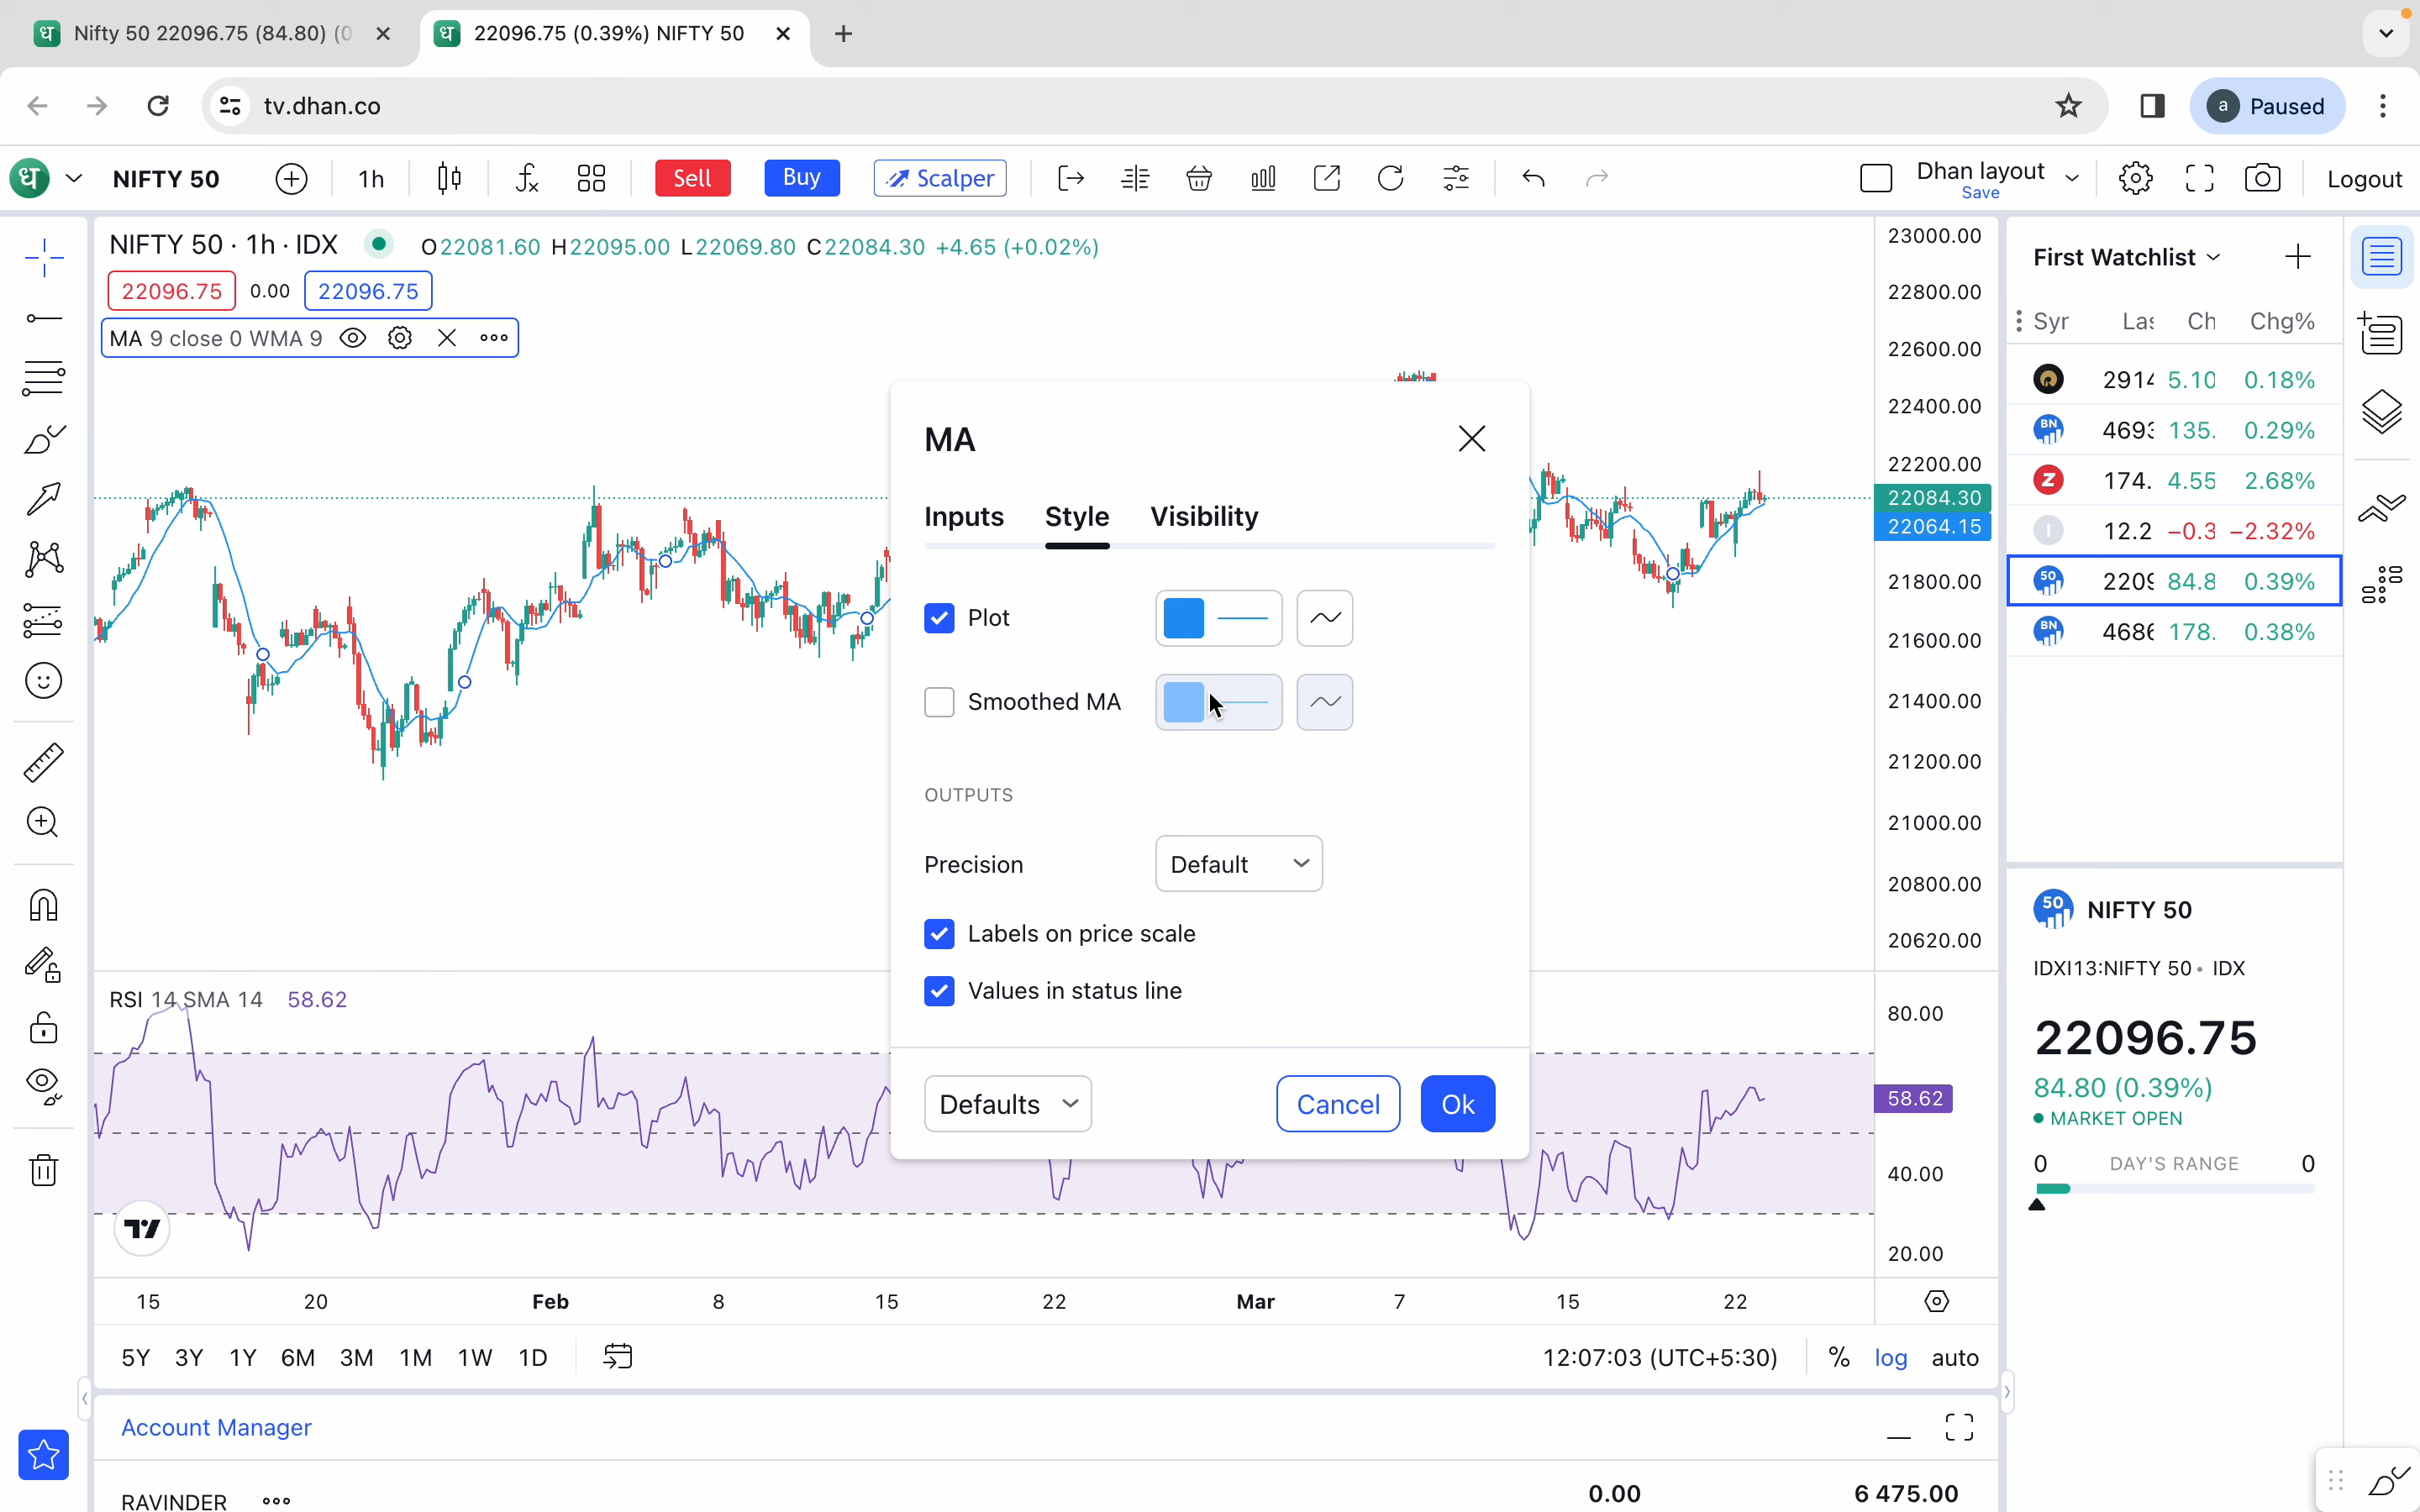 ध Nifty 50 22096.75 (84.80) (0
ध 22096.75 (0.39%) NIFTY 50
tv.dhan.co
a Paused
ध NIFTY 50 1h Sell Buy Scalper Dhan layout Save Logout
NIFTY 50 · 1h · IDX O22081.60 H22095.00 L22069.80 C22084.30 +4.65 (+0.02%)
22096.75 0.00 22096.75
MA 9 close 0 WMA 9
23000.00
22800.00
22600.00
22400.00
22200.00
22084.30
22064.15
21800.00
21600.00
21400.00
21200.00
21000.00
20800.00
20620.00
MA
Inputs Style Visibility
Plot
Smoothed MA
OUTPUTS
Precision Default
Labels on price scale
Values in status line
Defaults Cancel Ok
RSI 14 SMA 14 58.62
80.00
58.62
40.00
20.00
15 20 Feb 8 15 22 Mar 7 15 22
5Y 3Y 1Y 6M 3M 1M 1W 1D 12:07:03 (UTC+5:30) % log auto
Account Manager
RAVINDER 0.00 6 475.00
First Watchlist
Syr Las Ch Chg%
2914 5.10 0.18%
BN 4693 135. 0.29%
Z 174. 4.55 2.68%
I 12.2 −0.3 −2.32%
50 2209 84.8 0.39%
BN 4686 178. 0.38%
50 NIFTY 50
IDXI13:NIFTY 50 • IDX
22096.75
84.80 (0.39%)
MARKET OPEN
0 DAY'S RANGE 0